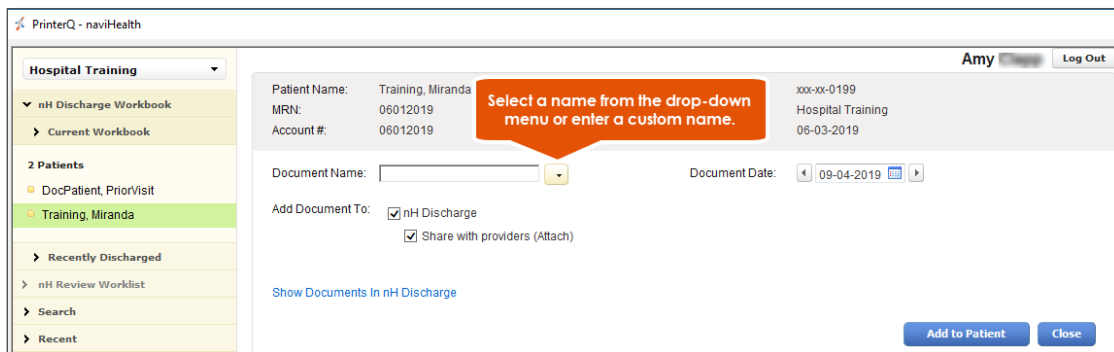 PrinterQ - naviHealth
Amy
Log Out
Hospital Training
nH Discharge Workbook
Current Workbook
2 Patients
DocPatient, PriorVisit
Training, Miranda
Recently Discharged
nH Review Worklist
Search
Recent
Patient Name: Training, Miranda xxx-xx-0199
MRN: 06012019 Hospital Training
Account #: 06012019 06-03-2019
Select a name from the drop-down
menu or enter a custom name.
Document Name: Document Date: 09-04-2019
Add Document To: nH Discharge
Share with providers (Attach)
Show Documents In nH Discharge
Add to Patient Close